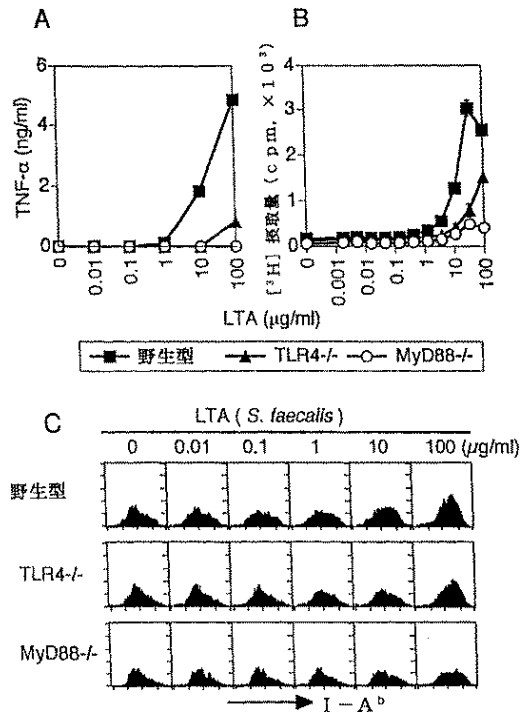 A
B
TNF-α (ng/ml)
6
4
2
0
0
0.01
0.1
1
10
100
[³H] 摂取量 (cpm, ×10³)
4
3
2
1
0
0
0.001
0.01
0.1
1
10
100
LTA (μg/ml)
野生型
TLR4-/-
MyD88-/-
C
LTA ( S. faecalis )
0 0.01 0.1 1 10 100 (μg/ml)
野生型
TLR4-/-
MyD88-/-
I－Aᵇ